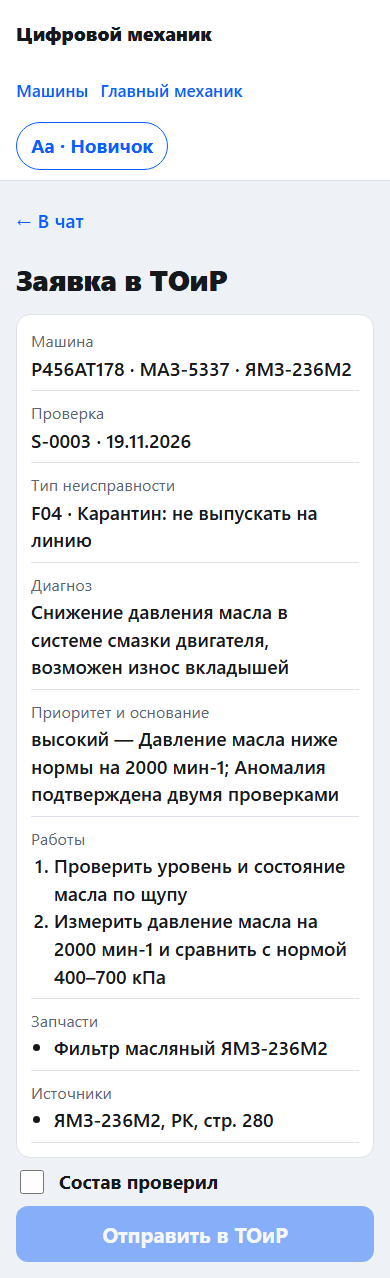 Цифровой механик
Машины Главный механик
Аа · Новичок
← В чат
Заявка в ТОиР
Машина
Р456АТ178 · МАЗ-5337 · ЯМЗ-236М2
Проверка
S-0003 · 19.11.2026
Тип неисправности
F04 · Карантин: не выпускать на
линию
Диагноз
Снижение давления масла в
системе смазки двигателя,
возможен износ вкладышей
Приоритет и основание
высокий — Давление масла ниже
нормы на 2000 мин-1; Аномалия
подтверждена двумя проверками
Работы
1. Проверить уровень и состояние
масла по щупу
2. Измерить давление масла на
2000 мин-1 и сравнить с нормой
400–700 кПа
Запчасти
• Фильтр масляный ЯМЗ-236М2
Источники
• ЯМЗ-236М2, РК, стр. 280
Состав проверил
Отправить в ТОиР